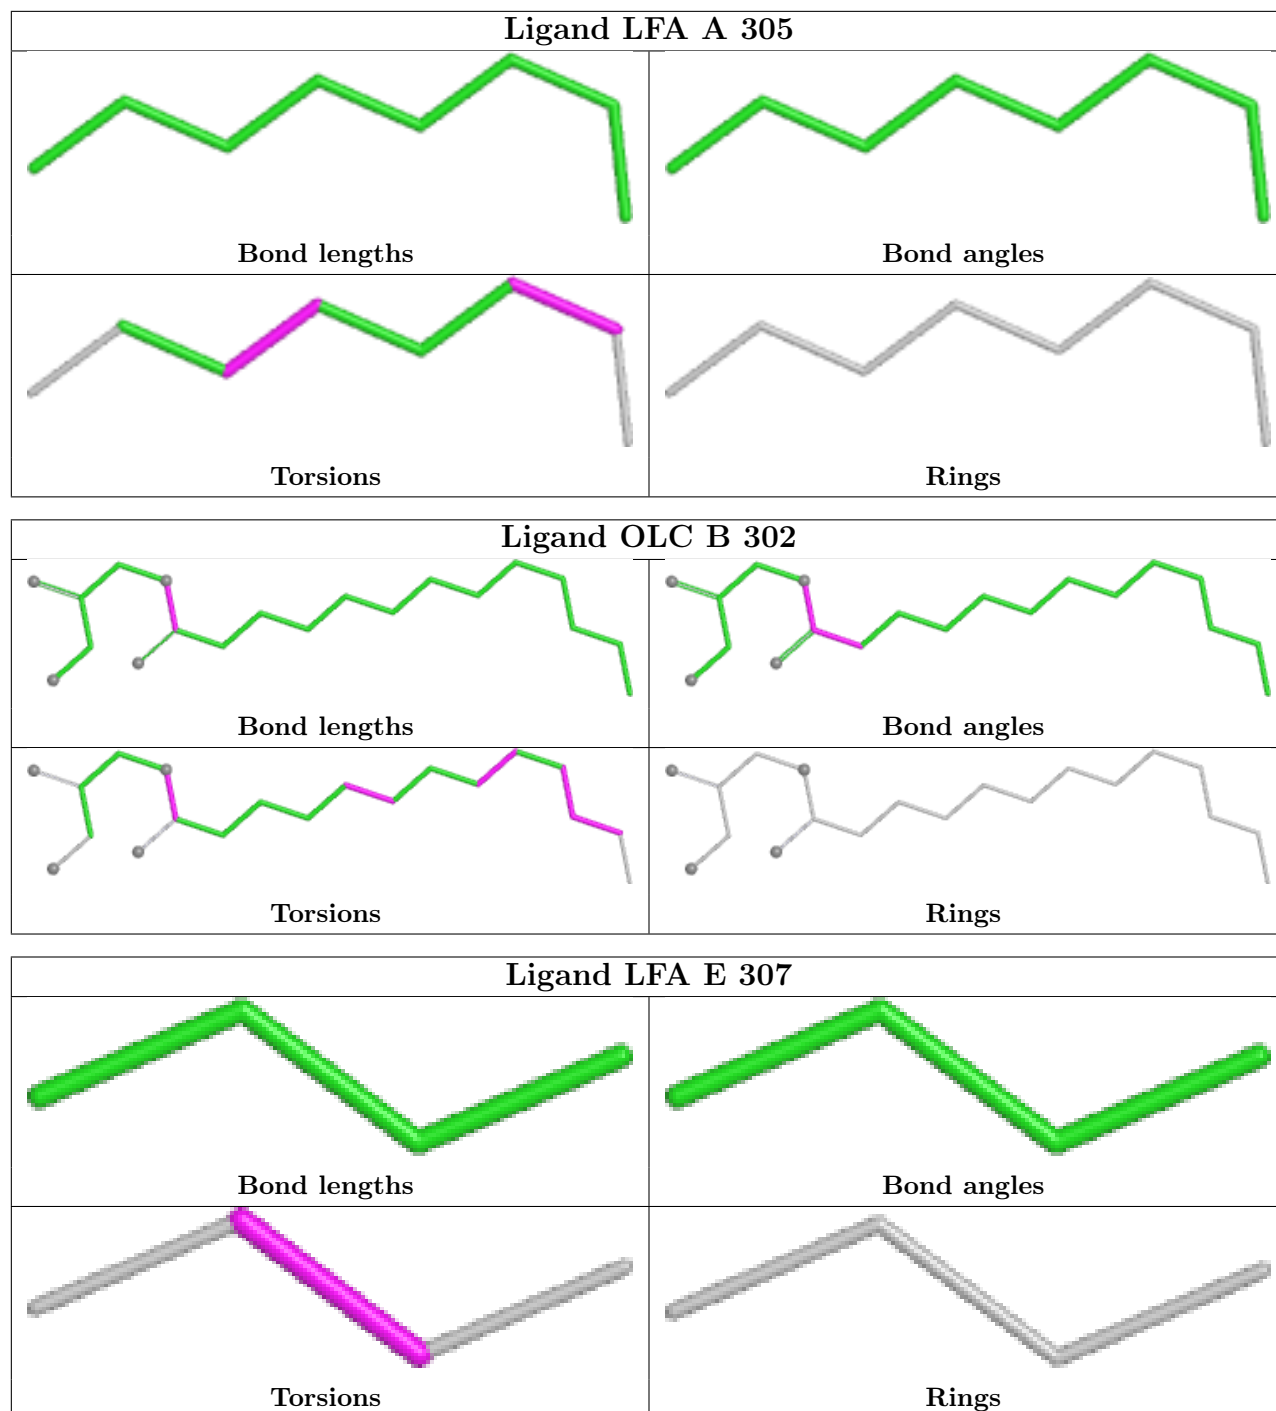 Ligand LFA A 305
Bond lengths
Bond angles
Torsions
Rings
Ligand OLC B 302
Bond lengths
Bond angles
Torsions
Rings
Ligand LFA E 307
Bond lengths
Bond angles
Torsions
Rings